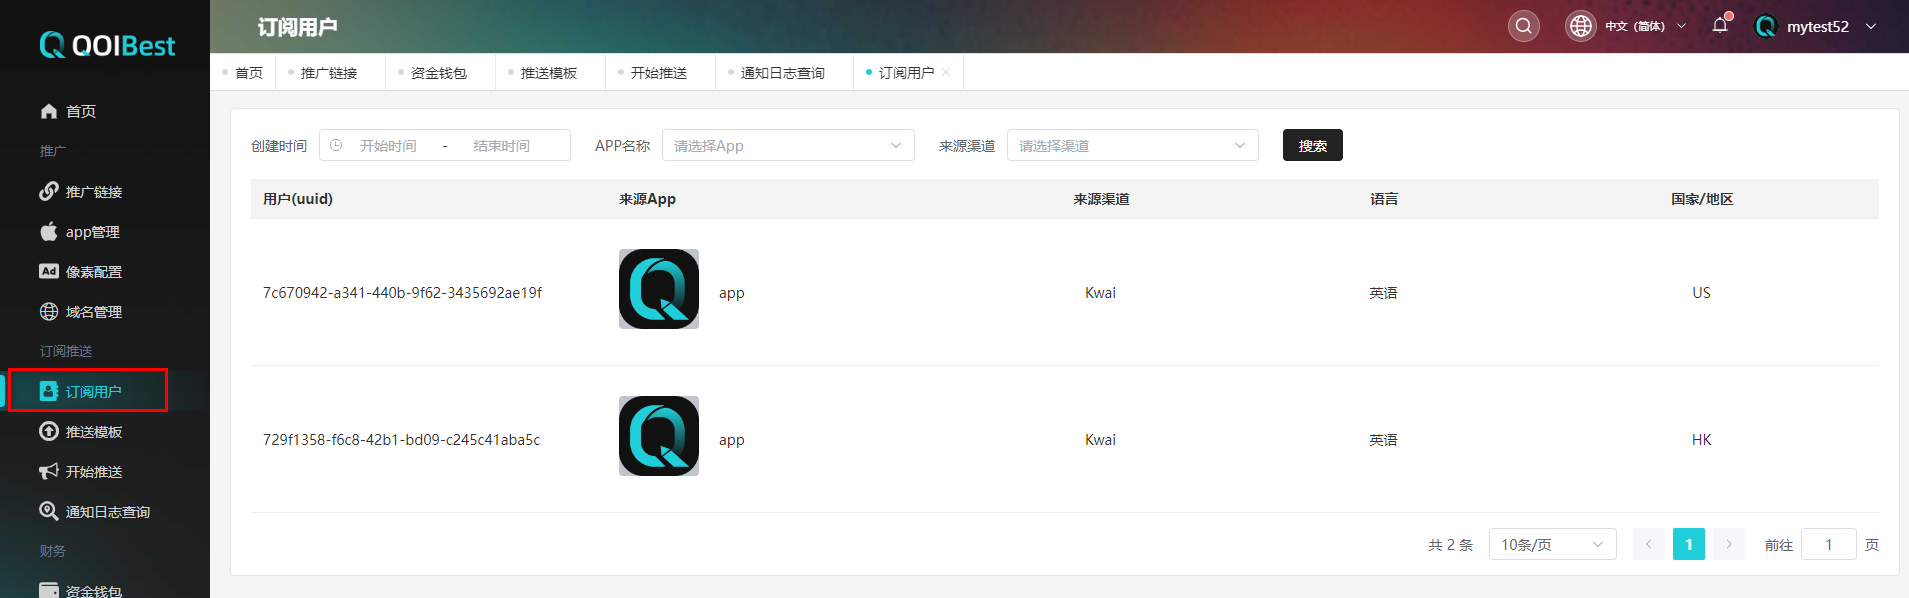 QOIBest
首页
推广
推广链接
app管理
Ad 像素配置
域名管理
订阅推送
订阅用户
推送模板
开始推送
通知日志查询
财务
资金钱包
订阅用户
中文（简体）
mytest52
首页 推广链接 资金钱包 推送模板 开始推送 通知日志查询 订阅用户
创建时间 开始时间 - 结束时间 APP名称 请选择App 来源渠道 请选择渠道 搜索
用户(uuid) 来源App 来源渠道 语言 国家/地区
7c670942-a341-440b-9f62-3435692ae19f app Kwai 英语 US
729f1358-f6c8-42b1-bd09-c245c41aba5c app Kwai 英语 HK
共 2 条 10条/页 1 前往 1 页